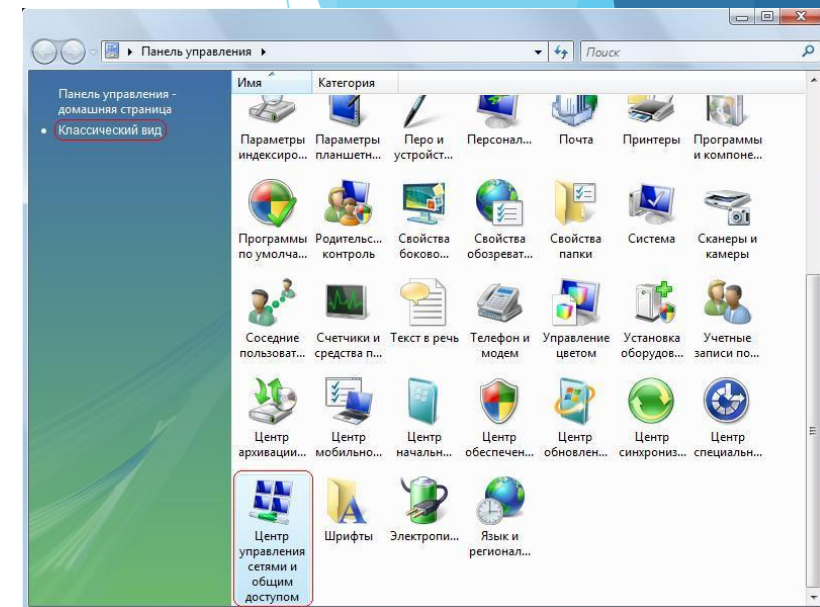 Панель управления
Поиск
Панель управления -
домашняя страница
Классический вид
Имя Категория
Параметры индексиро...
Параметры планшетн...
Перо и устройст...
Персонал...
Почта
Принтеры
Программы и компоне...
Программы по умолча...
Родительс... контроль
Свойства боково...
Свойства обозреват...
Свойства папки
Система
Сканеры и камеры
Соседние пользоват...
Счетчики и средства п...
Текст в речь
Телефон и модем
Управление цветом
Установка оборудов...
Учетные записи по...
Центр архивации...
Центр мобильно...
Центр начальн...
Центр обеспечен...
Центр обновлен...
Центр синхрониз...
Центр специальн...
Центр
управления
сетями и
общим
доступом
Шрифты
Электропи...
Язык и регионал...